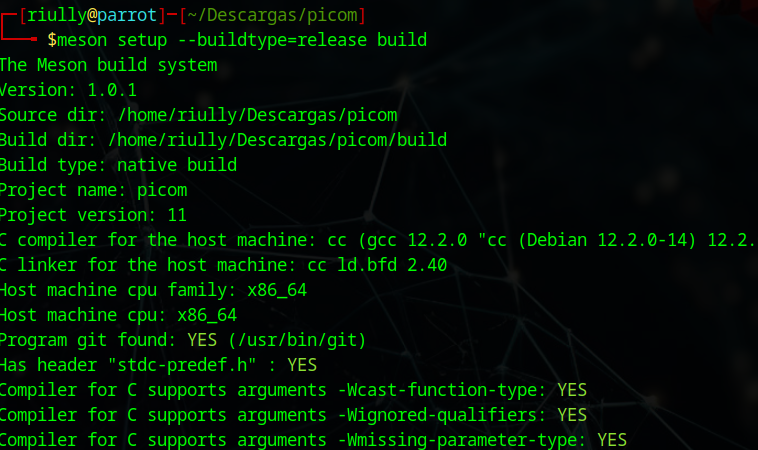 ┌─[riully@parrot]─[~/Descargas/picom]
└──╼ $meson setup --buildtype=release build
The Meson build system
Version: 1.0.1
Source dir: /home/riully/Descargas/picom
Build dir: /home/riully/Descargas/picom/build
Build type: native build
Project name: picom
Project version: 11
C compiler for the host machine: cc (gcc 12.2.0 "cc (Debian 12.2.0-14) 12.2.
C linker for the host machine: cc ld.bfd 2.40
Host machine cpu family: x86_64
Host machine cpu: x86_64
Program git found: YES (/usr/bin/git)
Has header "stdc-predef.h" : YES
Compiler for C supports arguments -Wcast-function-type: YES
Compiler for C supports arguments -Wignored-qualifiers: YES
Compiler for C supports arguments -Wmissing-parameter-type: YES